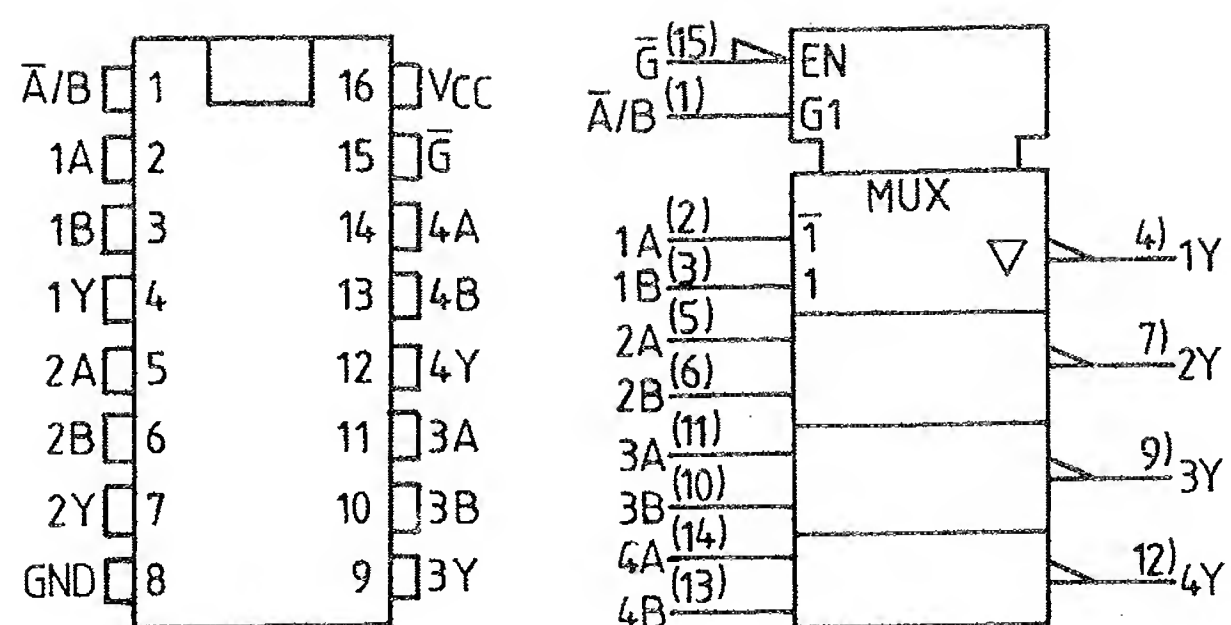 A̅/B 1 16 VCC
1A 2 15 G̅
1B 3 14 4A
1Y 4 13 4B
2A 5 12 4Y
2B 6 11 3A
2Y 7 10 3B
GND 8 9 3Y
G̅ (15) EN
A̅/B (1) G1
MUX
1A (2) 1̅ 4) 1Y
1B (3) 1
2A (5) 7) 2Y
2B (6)
3A (11) 9) 3Y
3B (10)
4A (14) 12) 4Y
4B (13)